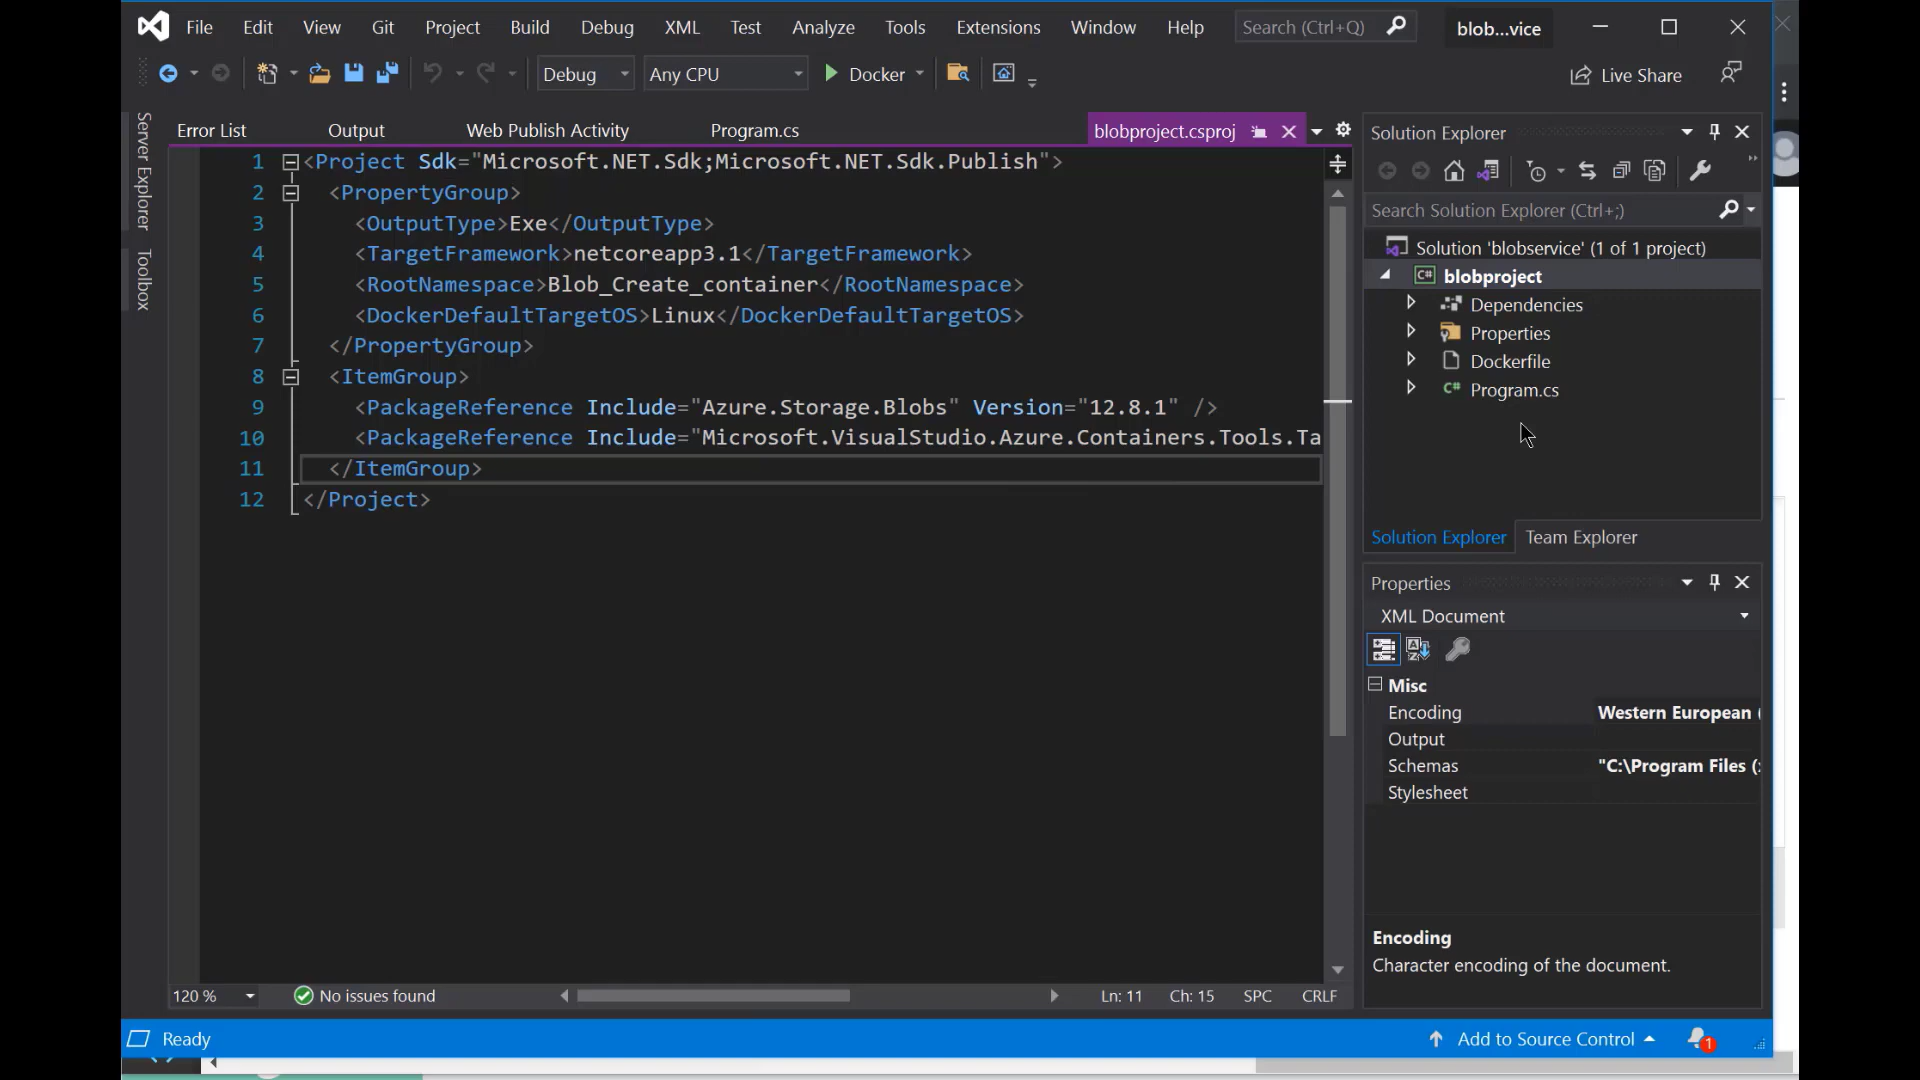 File Edit View Git Project Build Debug XML Test Tools Analyze Extensions Window Help Search (Ctrl+Q) blob...vice
Debug Any CPU Docker Live Share
Server Explorer
Toolbox
Error List Output Web Publish Activity Program.cs blobproject.csproj
1 <Project Sdk="Microsoft.NET.Sdk;Microsoft.NET.Sdk.Publish">
2 <PropertyGroup>
3 <OutputType>Exe</OutputType>
4 <TargetFramework>netcoreapp3.1</TargetFramework>
5 <RootNamespace>Blob_Create_container</RootNamespace>
6 <DockerDefaultTargetOS>Linux</DockerDefaultTargetOS>
7 </PropertyGroup>
8 <ItemGroup>
9 <PackageReference Include="Azure.Storage.Blobs" Version="12.8.1" />
10 <PackageReference Include="Microsoft.VisualStudio.Azure.Containers.Tools.Ta
11 </ItemGroup>
12 </Project>
120 % No issues found Ln: 11 Ch: 15 SPC CRLF
Solution Explorer
Search Solution Explorer (Ctrl+;)
Solution 'blobservice' (1 of 1 project)
C# blobproject
Dependencies
Properties
Dockerfile
C# Program.cs
Solution Explorer Team Explorer
Properties
XML Document
Misc
Encoding Western European (
Output
Schemas "C:\Program Files (:
Stylesheet
Encoding
Character encoding of the document.
Ready Add to Source Control 1